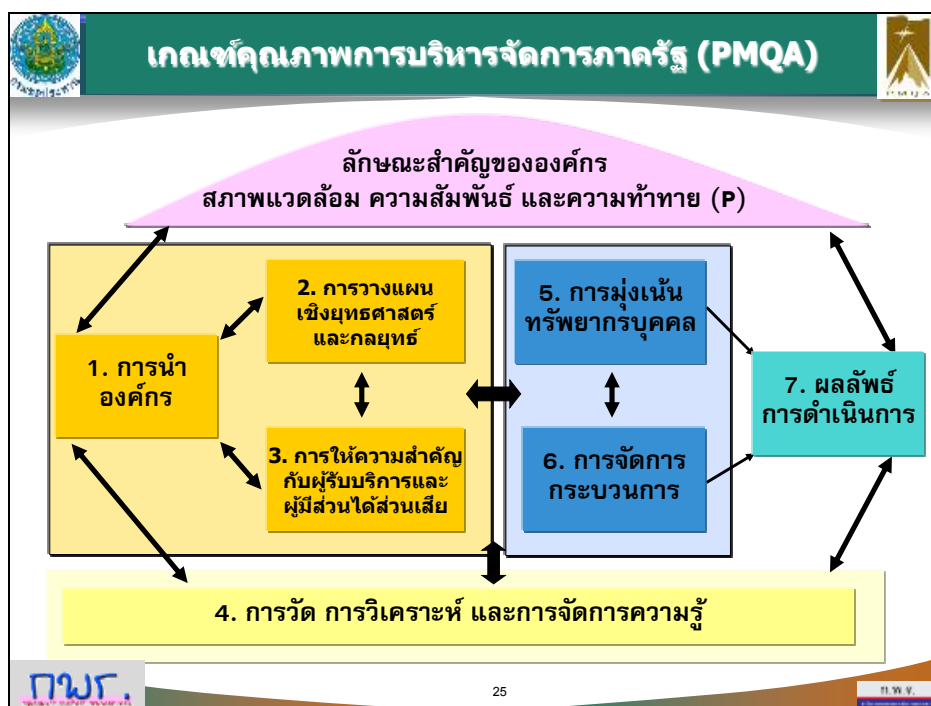 เกณฑ์คุณภาพการบริหารจัดการภาครัฐ (PMQA)
ลักษณะสำคัญขององค์กร
สภาพแวดล้อม ความสัมพันธ์ และความท้าทาย (P)
1. การนำ
องค์กร
2. การวางแผน
เชิงยุทธศาสตร์
และกลยุทธ์
3. การให้ความสำคัญ
กับผู้รับบริการและ
ผู้มีส่วนได้ส่วนเสีย
5. การมุ่งเน้น
ทรัพยากรบุคคล
6. การจัดการ
กระบวนการ
7. ผลลัพธ์
การดำเนินการ
4. การวัด การวิเคราะห์ และการจัดการความรู้
กพร.
25